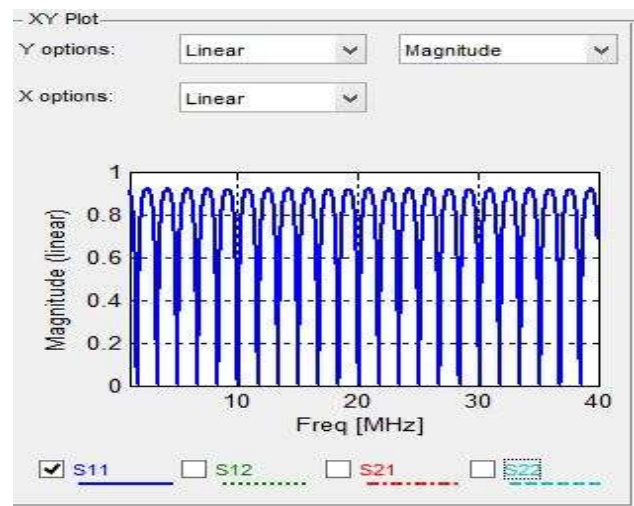 XY Plot
Y options: Linear Magnitude
X options: Linear
1
0.8
0.6
0.4
0.2
0
Magnitude (linear)
10 20 30 40
Freq [MHz]
S11 S12 S21 S22